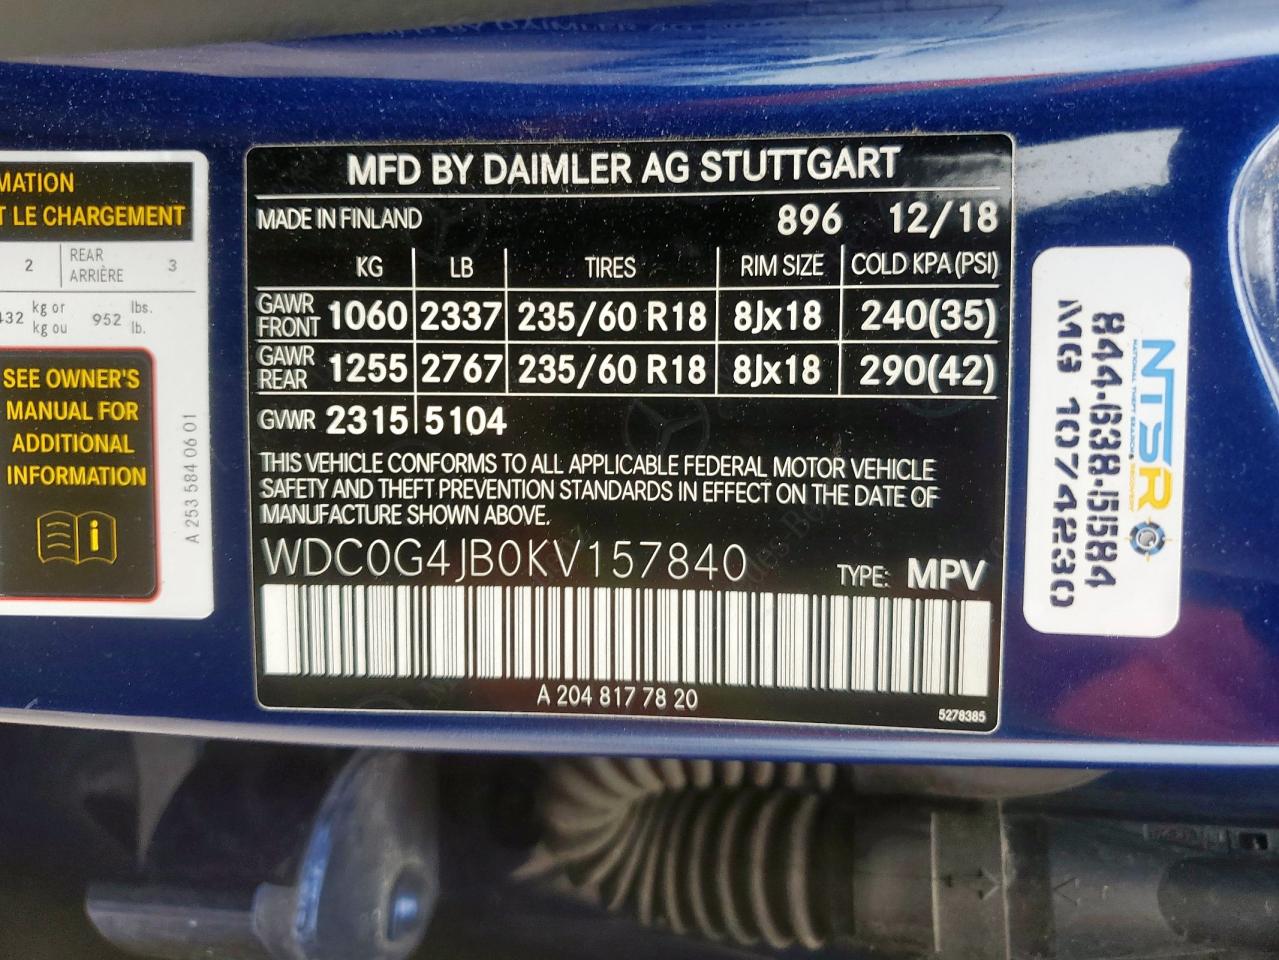 MATION
T LE CHARGEMENT
2 REAR ARRIÈRE 3
432 kg or kg ou 952 lbs. lb.
SEE OWNER'S
MANUAL FOR
ADDITIONAL
INFORMATION
i
A 253 584 06 01
MFD BY DAIMLER AG STUTTGART
MADE IN FINLAND 896 12/18
KG LB TIRES RIM SIZE COLD KPA (PSI)
GAWR FRONT 1060 2337 235/60 R18 8Jx18 240(35)
GAWR REAR 1255 2767 235/60 R18 8Jx18 290(42)
GVWR 2315 5104
THIS VEHICLE CONFORMS TO ALL APPLICABLE FEDERAL MOTOR VEHICLE
SAFETY AND THEFT PREVENTION STANDARDS IN EFFECT ON THE DATE OF
MANUFACTURE SHOWN ABOVE.
WDC0G4JB0KV157840 TYPE: MPV
A 204 817 78 20
5278385
NTSR
NATIONAL THEFT SEARCH & RECOVERY
844-638-5584
MG 1074230